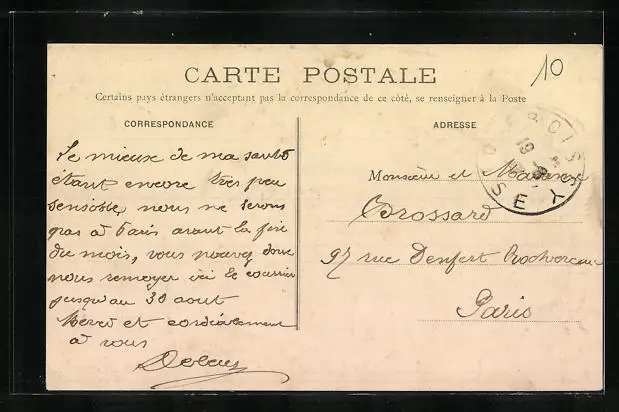 10
CARTE POSTALE
Certains pays étrangers n'acceptant pas la correspondance de ce côté, se renseigner à la Poste
CORRESPONDANCE
Le mieux de ma santé
étant encore très peu
sensible, nous ne serons
pas à Paris avant la fin
du mois, vous pouvez donc
nous renvoyer ici le courrier
jusqu'au 30 aout
Merci et cordialement
à vous
ADRESSE
Monsieur et Madame
Brossard
97 rue Denfert Rochereau
Paris